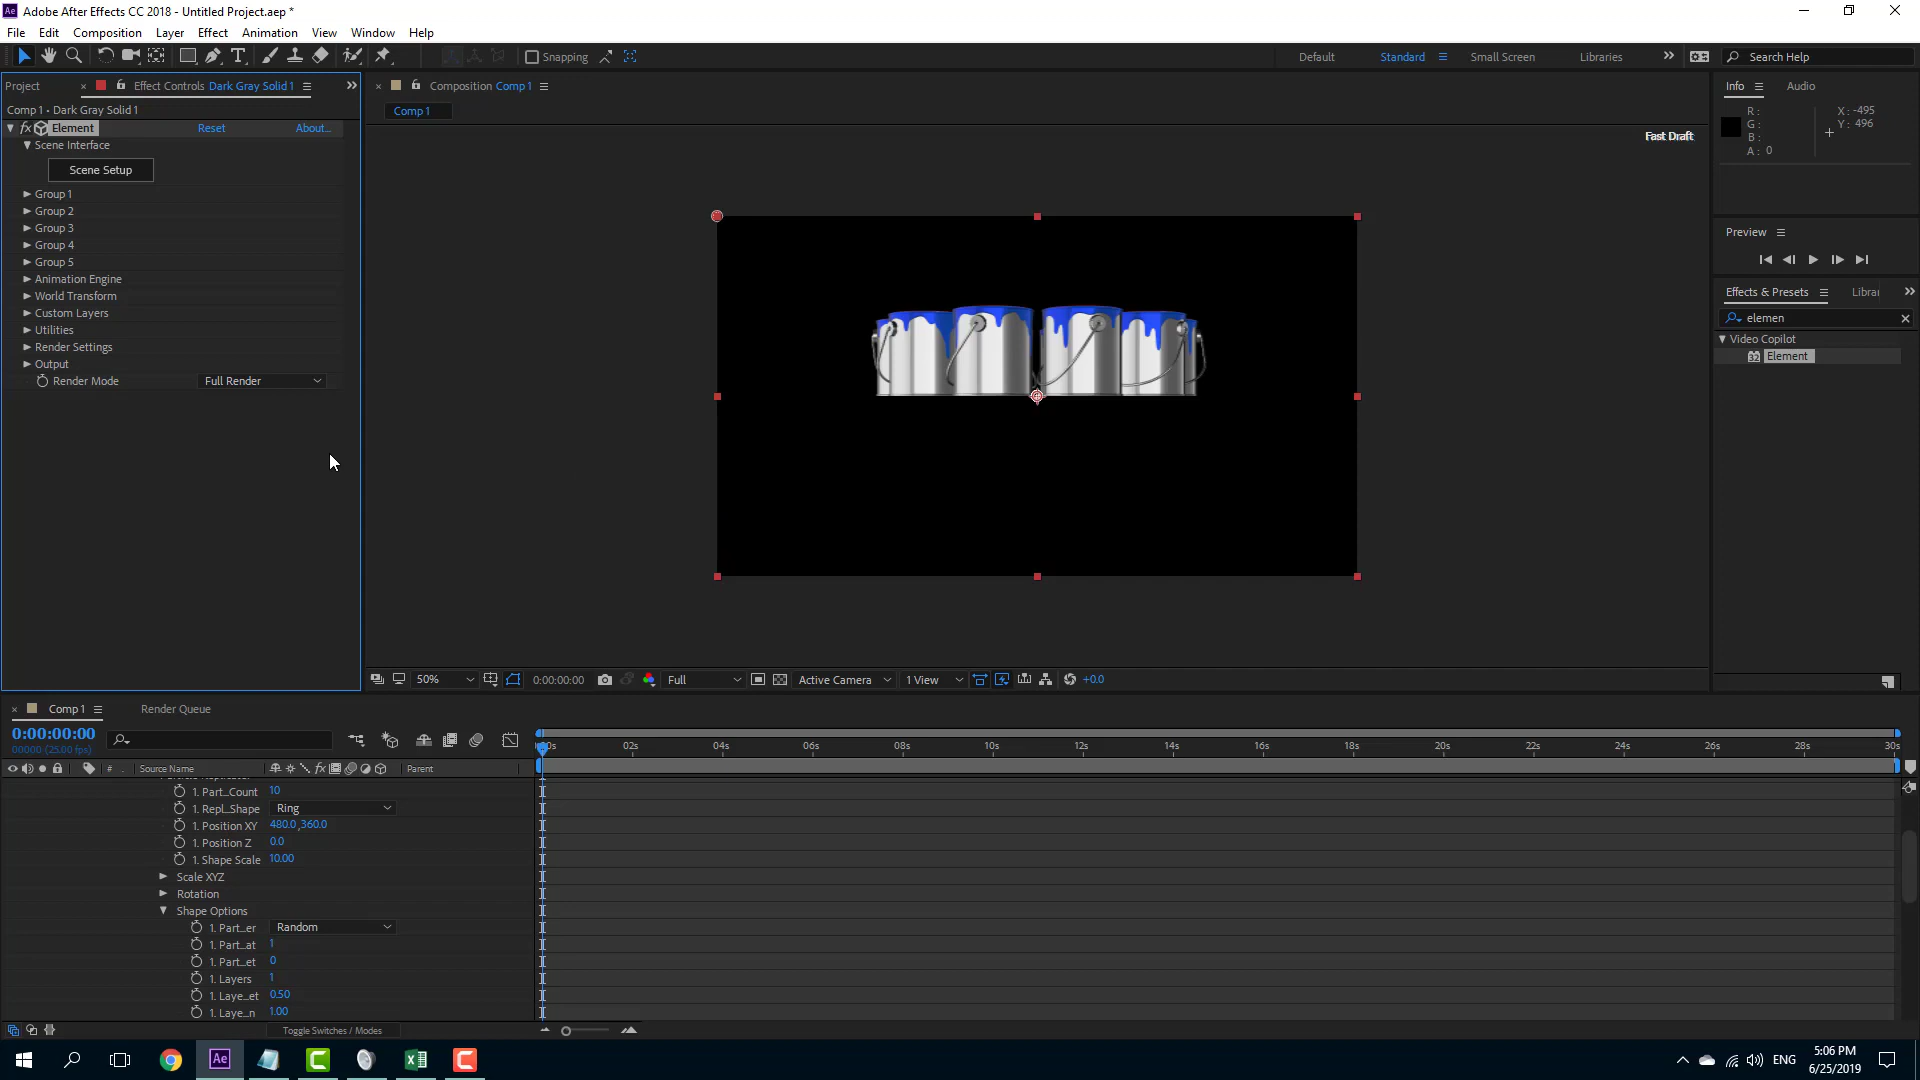 Adobe After Effects CC 2018 - Untitled Project.aep *
File Edit Composition Layer Effect Animation View Window Help
Snapping
Default Standard Small Screen Libraries Search Help
Project Effect Controls Dark Gray Solid 1
Comp 1 • Dark Gray Solid 1
Element Reset About...
Scene Interface
Scene Setup
Group 1
Group 2
Group 3
Group 4
Group 5
Animation Engine
World Transform
Custom Layers
Utilities
Render Settings
Output
Render Mode Full Render
Composition Comp 1
Comp 1
Fast Draft
50% 0:00:00:00 Full Active Camera 1 View +0.0
Info Audio
R: X: -495
G: Y: 496
B:
A: 0
Preview
Effects & Presets Librar
elemen
Video Copilot
Element
Comp 1 Render Queue
0:00:00:00
00000 (25.00 fps)
# Source Name Parent
02s 04s 06s 08s 10s 12s 14s 16s 18s 20s 22s 24s 26s 28s 30s
1. Part_Count 10
1. Repl_Shape Ring
1. Position XY 480.0,360.0
1. Position Z 0.0
1. Shape Scale 10.00
Scale XYZ
Rotation
Shape Options
1. Part...er Random
1. Part...at 1
1. Part...et 0
1. Layers 1
1. Laye...et 0.50
1. Laye...n 1.00
Toggle Switches / Modes
ENG
5:06 PM
6/25/2019